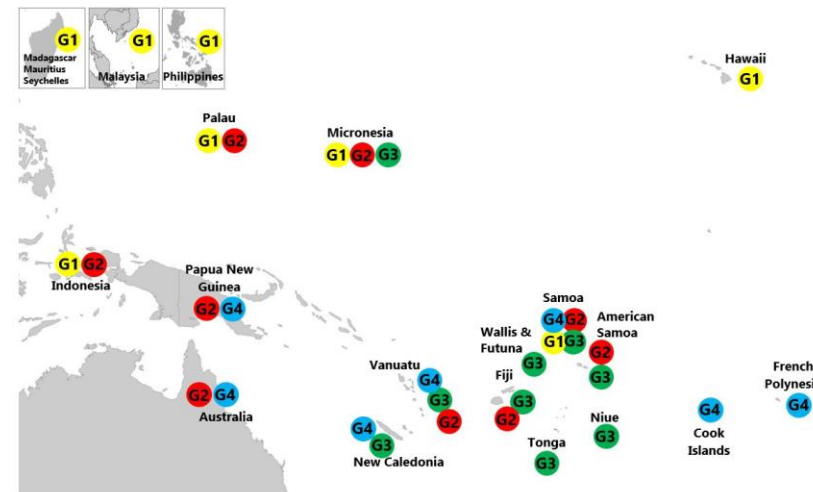 G1
Madagascar
Mauritius
Seychelles
G1
Malaysia
G1
Philippines
Hawaii
G1
Palau
G1 G2
Micronesia
G1 G2 G3
G1 G2
Indonesia
Papua New
Guinea
G2 G4
G2 G4
Australia
Vanuatu
G4
G3
G2
G4
G3
New Caledonia
Wallis &
Futuna
G3
Fiji
G3
G2
Samoa
G4 G2
G1 G3
American
Samoa
G2
G3
Tonga
G3
Niue
G3
G4
Cook
Islands
French
Polynesi
G4